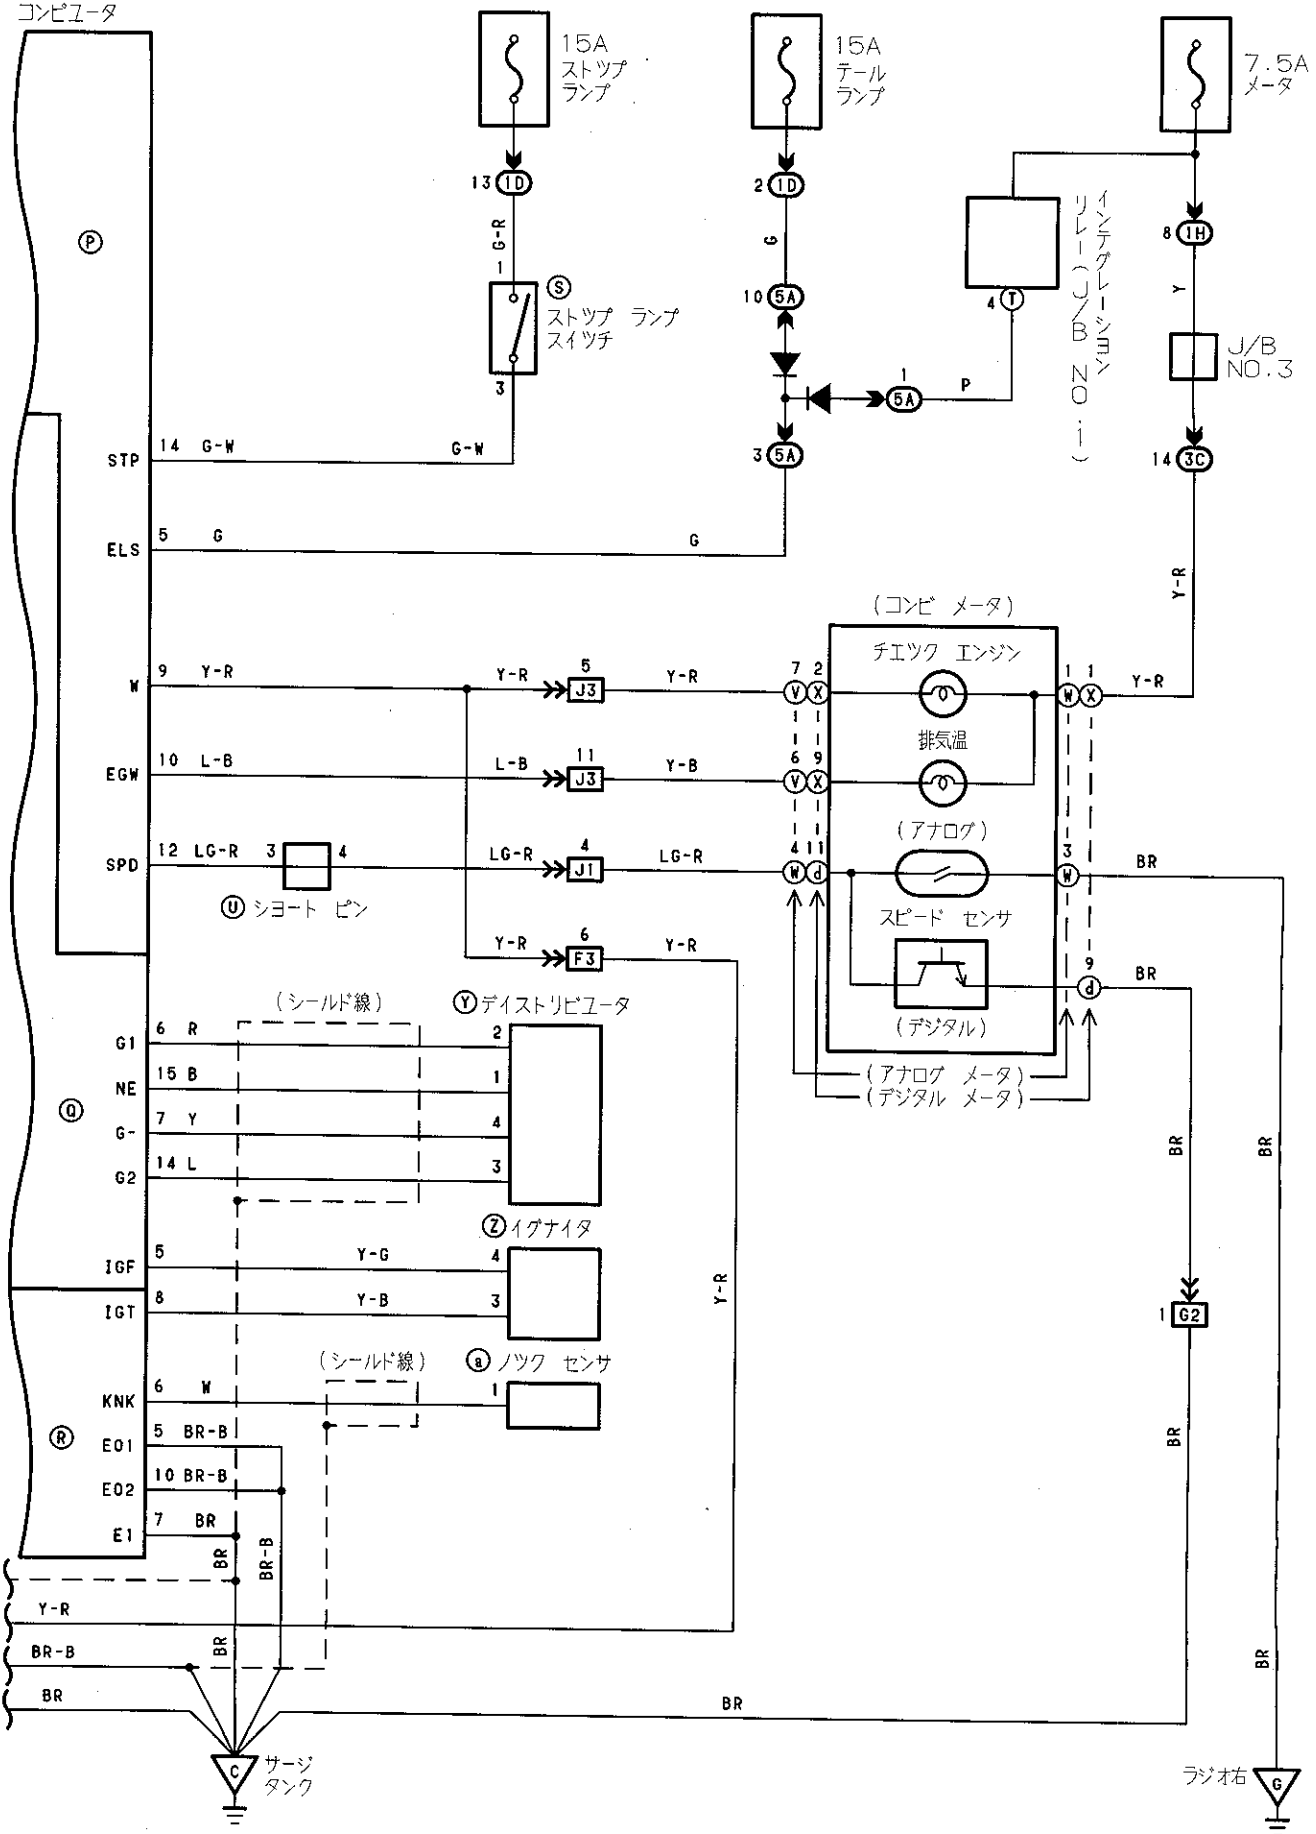 コンピユータ
15A
ストツプ
ランプ
15A
テール
ランプ
7.5A
メータ
13 1D
2 1D
8 1H
G-R
G
Y
P
1
S
ストツプ ランプ
スイツチ
3
10 5A
4 T
インテグレーシヨン
リレー(J/B NO.1)
J/B
NO.3
1
5A
P
3 5A
14 3C
STP 14 G-W G-W
ELS 5 G G
Y-R
(コンビ メータ)
チエツク エンジン
W 9 Y-R Y-R 5 J3 Y-R 7 V 2 X 1 W 1 X Y-R
排気温
EGW 10 L-B L-B 11 J3 Y-B 6 V 9 X
(アナログ)
SPD 12 LG-R 3 4 LG-R 4 J1 LG-R 4 W 11 d 3 W BR
U シヨート ピン
スピード センサ
Y-R 6 F3 Y-R
9 d BR
(デジタル)
(シールド線)
Y デイストリビユータ
G1 6 R 2
NE 15 B 1
Q
G- 7 Y 4
G2 14 L 3
(アナログ メータ)
(デジタル メータ)
BR
BR
Z イグナイタ
IGF 5 Y-G 4
IGT 8 Y-B 3
Y-R
1 G2
(シールド線)
a ノツク センサ
KNK 6 W 1
R
E01 5 BR-B
E02 10 BR-B
E1 7 BR
BR
BR-B
BR
Y-R
BR
BR-B
BR
BR
BR
C
サージ
タンク
ラジオ右
G